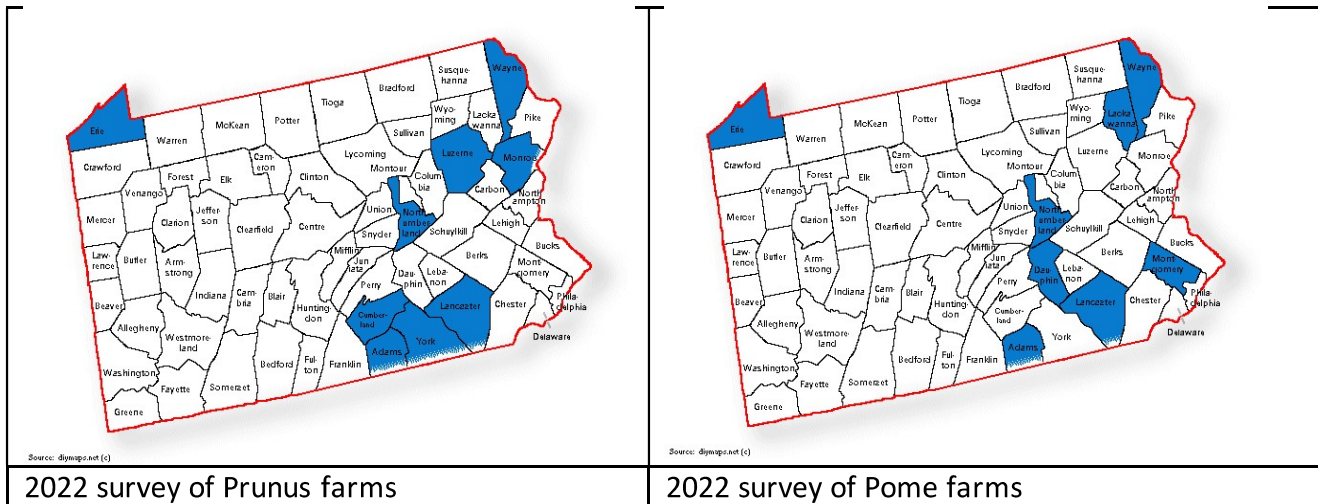 Wayne
Susque-
hanna
Bradford
Tioga
Potter
McKean
Warren
Erie
Crawford
Wyo-
ming
Lacka
wanna
Pike
Sullivan
Luzerne
Monroe
Lycoming
Montour
Colum
bia
Carbon
North
ampton
Cam-
eron
Clinton
Elk
Forest
Venango
Mercer
Clarion
Jeffer-
son
Clearfield
Centre
Union
Snyder
North
umber
land
Schuylkill
Lehigh
Bucks
Mont
gomery
Berks
Mifflin
Jun
iata
Law-
rence
Butler
Arm-
strong
Perry
Dau-
phin
Leba-
non
Phila-
delphia
Indiana
Cam-
bria
Blair
Hunting-
don
Cumber-
land
Lancaster
Chester
Beaver
Allegheny
Westmore-
land
Delaware
Adams
York
Franklin
Ful-
ton
Bedford
Somerset
Washington
Fayette
Greene
Source: diymaps.net (c)
2022 survey of Prunus farms
Wayne
Susque-
hanna
Bradford
Tioga
Potter
McKean
Warren
Erie
Crawford
Wyo-
ming
Lacka
wanna
Pike
Sullivan
Luzerne
Monroe
Lycoming
Montour
Colum
bia
Carbon
North
ampton
Cam-
eron
Clinton
Elk
Forest
Venango
Mercer
Clarion
Jeffer-
son
Clearfield
Centre
Union
Snyder
North
umber
land
Schuylkill
Lehigh
Bucks
Mont
gomery
Berks
Mifflin
Jun
iata
Law-
rence
Butler
Arm-
strong
Perry
Dau-
phin
Leba-
non
Phila-
delphia
Indiana
Cam-
bria
Blair
Hunting-
don
Cumber-
land
Lancaster
Chester
Beaver
Allegheny
Westmore-
land
Delaware
Adams
York
Franklin
Ful-
ton
Bedford
Somerset
Washington
Fayette
Greene
Source: diymaps.net (c)
2022 survey of Pome farms